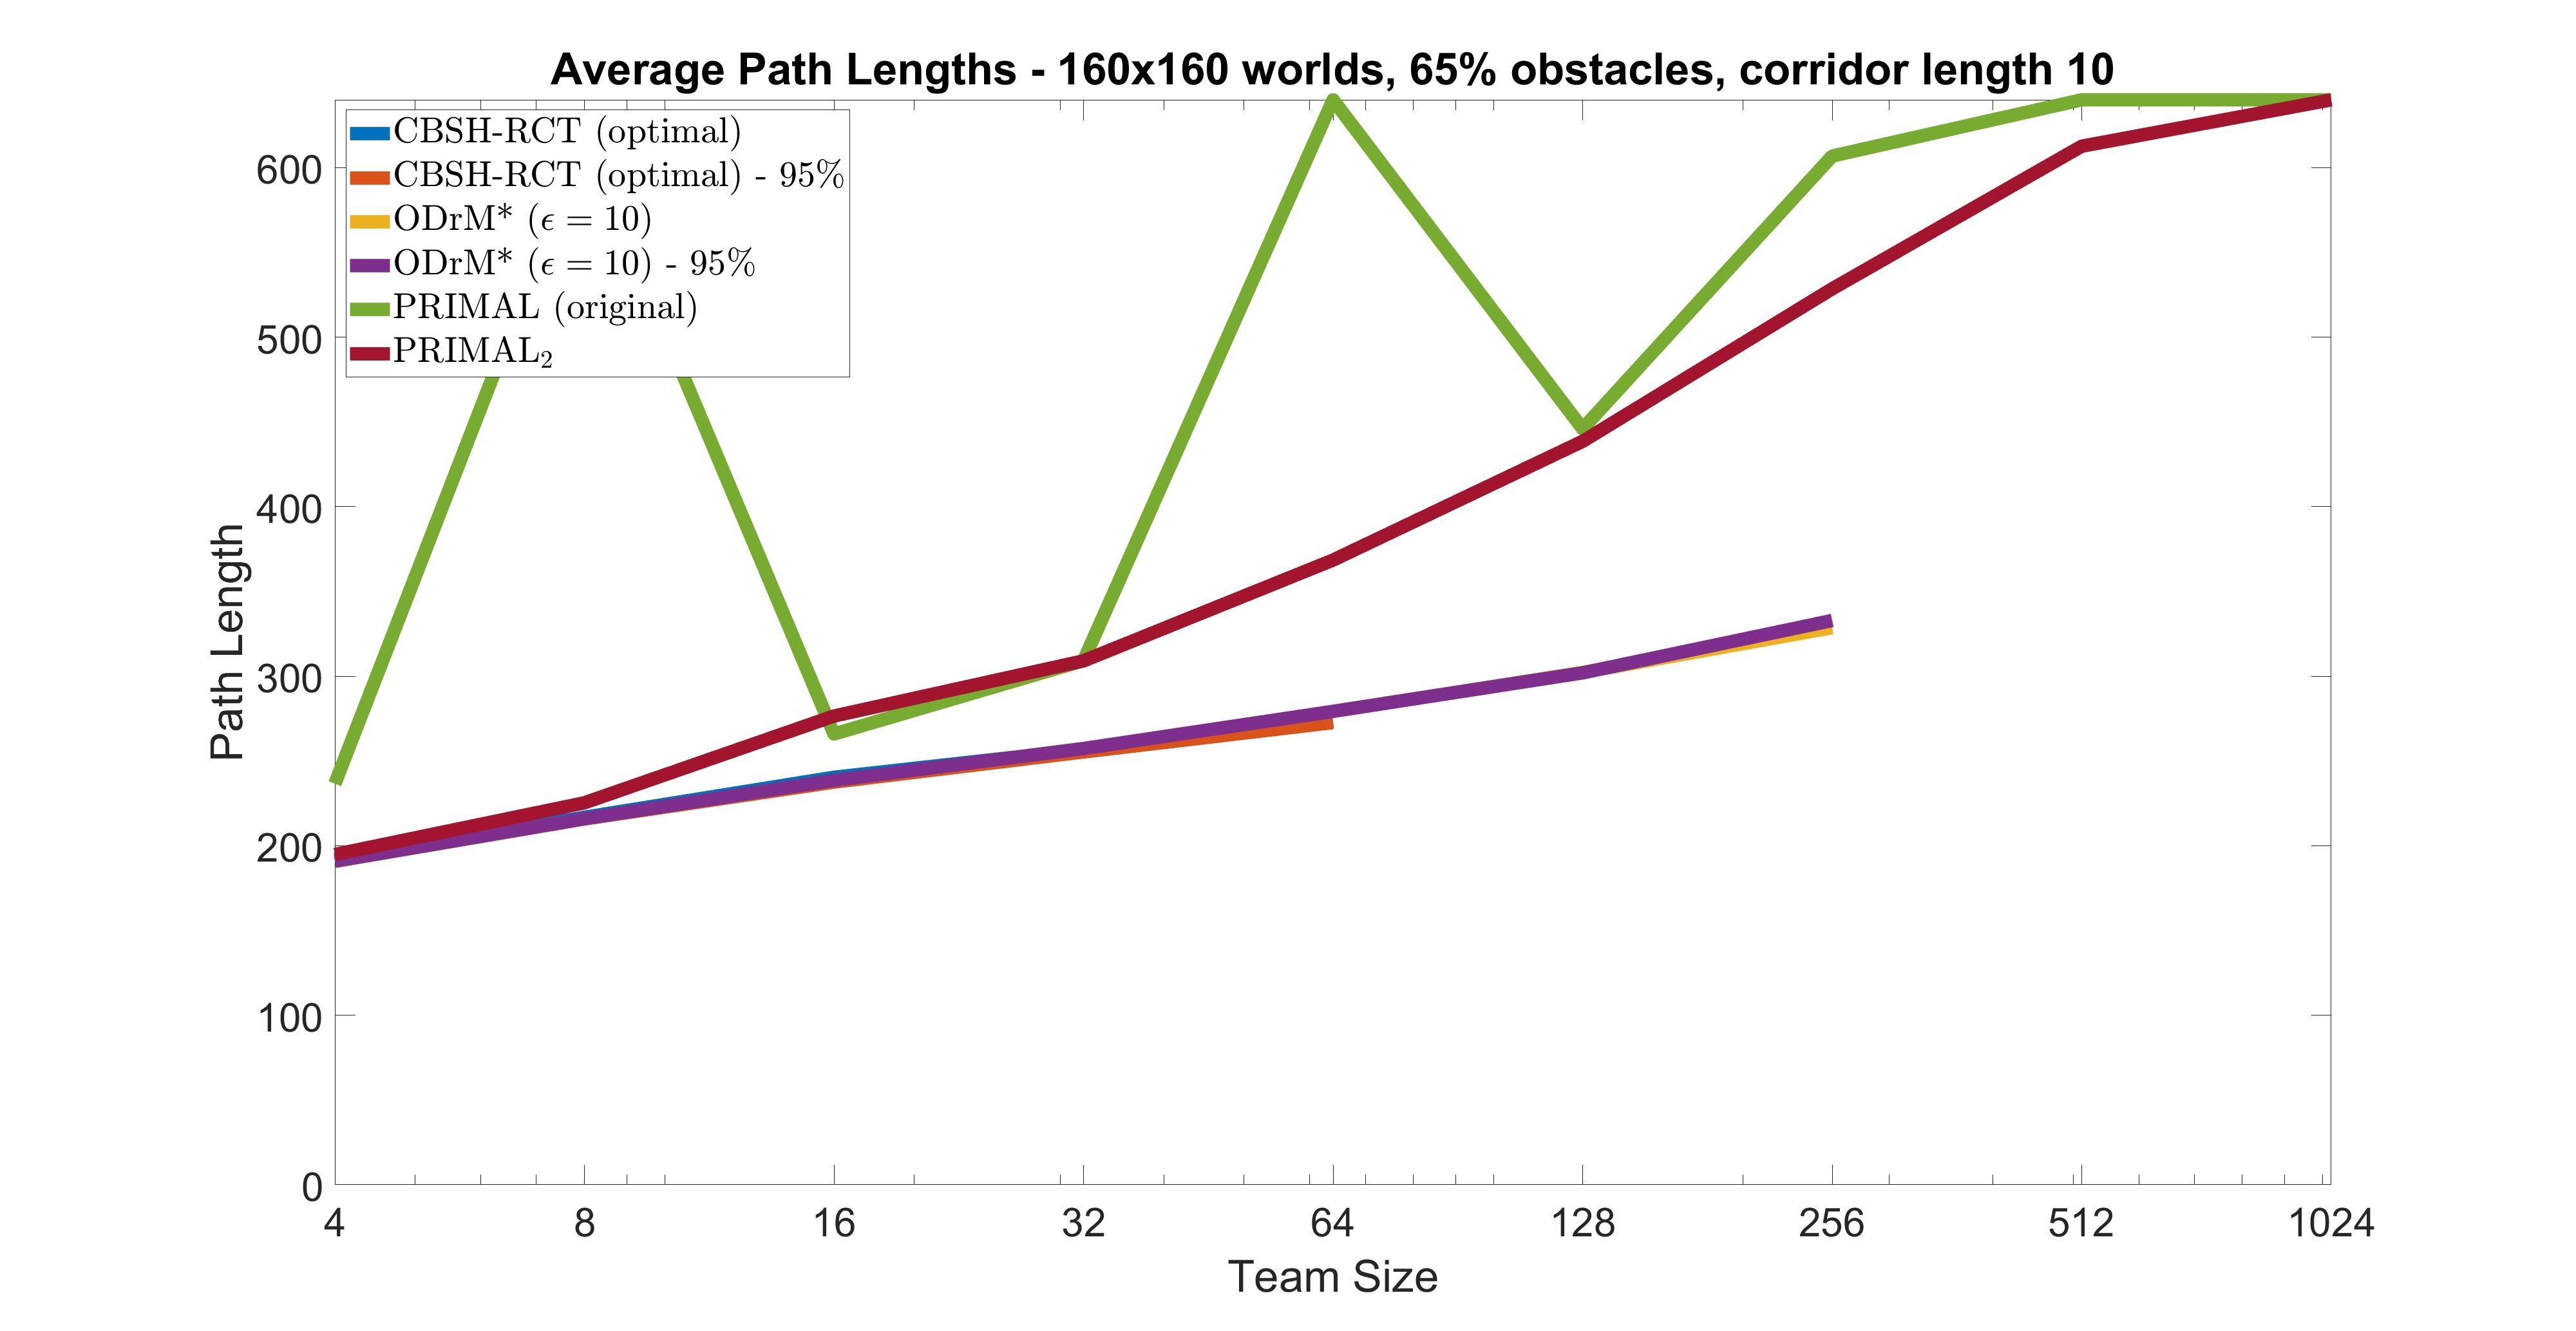 Average Path Lengths - 160x160 worlds, 65% obstacles, corridor length 10
CBSH-RCT (optimal)
CBSH-RCT (optimal) - 95%
ODrM* (ϵ = 10)
ODrM* (ϵ = 10) - 95%
PRIMAL (original)
PRIMAL₂
Path Length
600
500
400
300
200
100
0
4 8 16 32 64 128 256 512 1024
Team Size